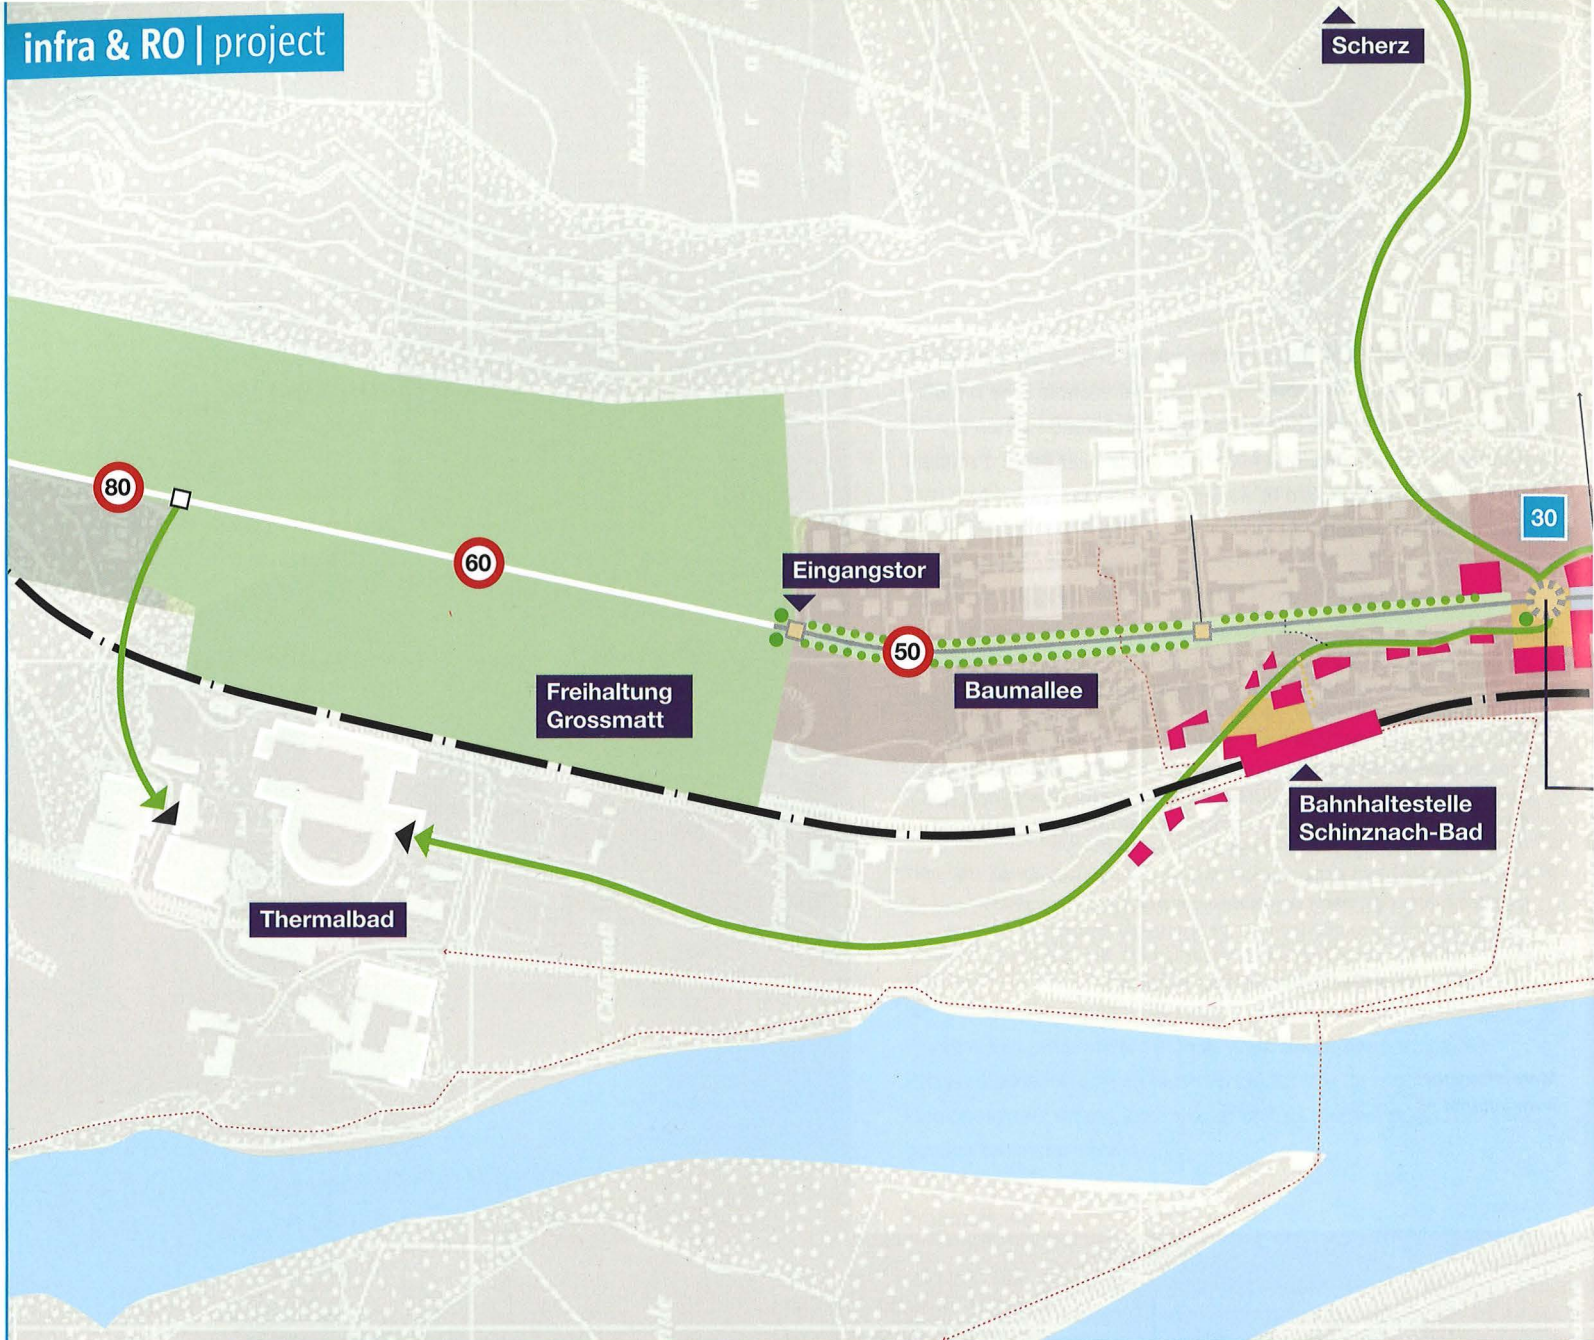 infra & RO | project
Scherz
30
80
60
Eingangstor
50
Baumallee
Freihaltung
Grossmatt
Bahnhaltestelle
Schinznach-Bad
Thermalbad